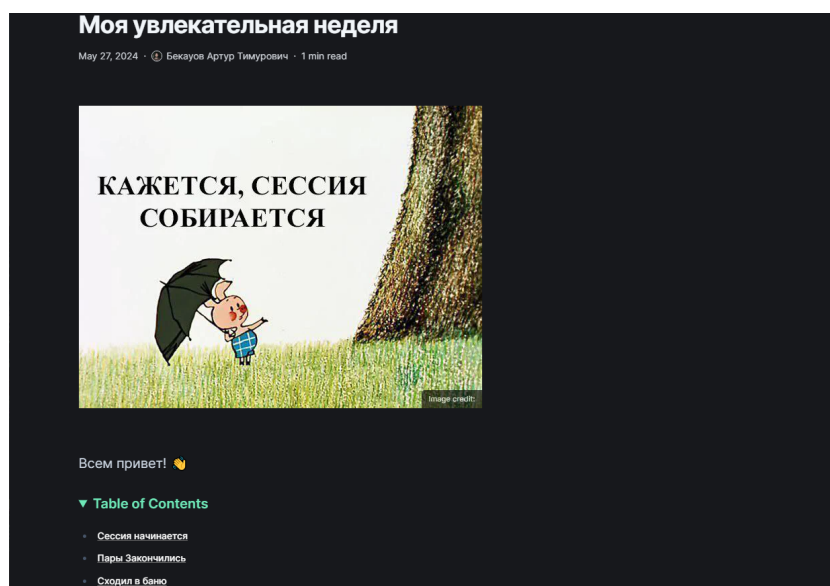 Моя увлекательная неделя
May 27, 2024 · Бекауов Артур Тимурович · 1 min read
КАЖЕТСЯ, СЕССИЯ
СОБИРАЕТСЯ
Image credit:
Всем привет! 👋
▼ Table of Contents
Сессия начинается
Пары Закончились
Сходил в баню